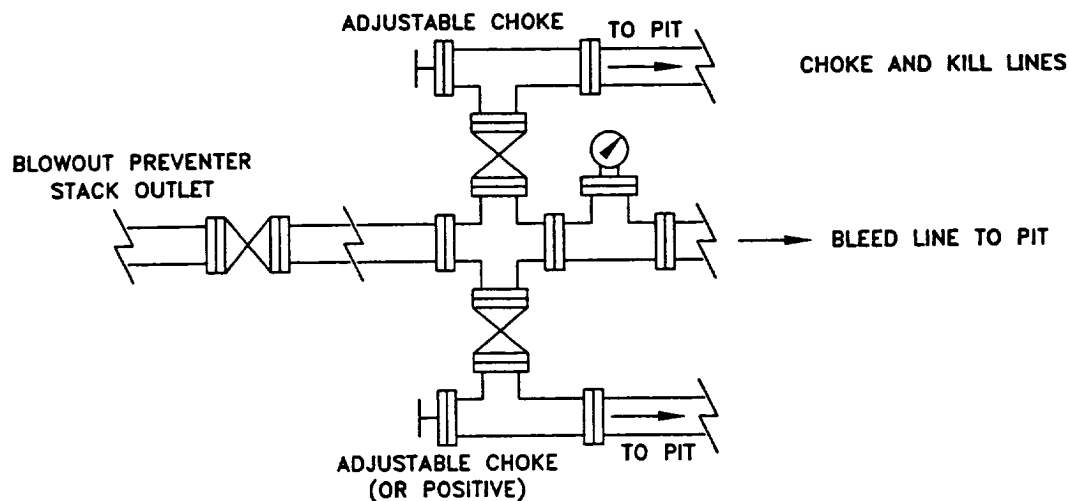 ADJUSTABLE CHOKE
TO PIT
CHOKE AND KILL LINES
BLOWOUT PREVENTER
STACK OUTLET
BLEED LINE TO PIT
ADJUSTABLE CHOKE
(OR POSITIVE)
TO PIT